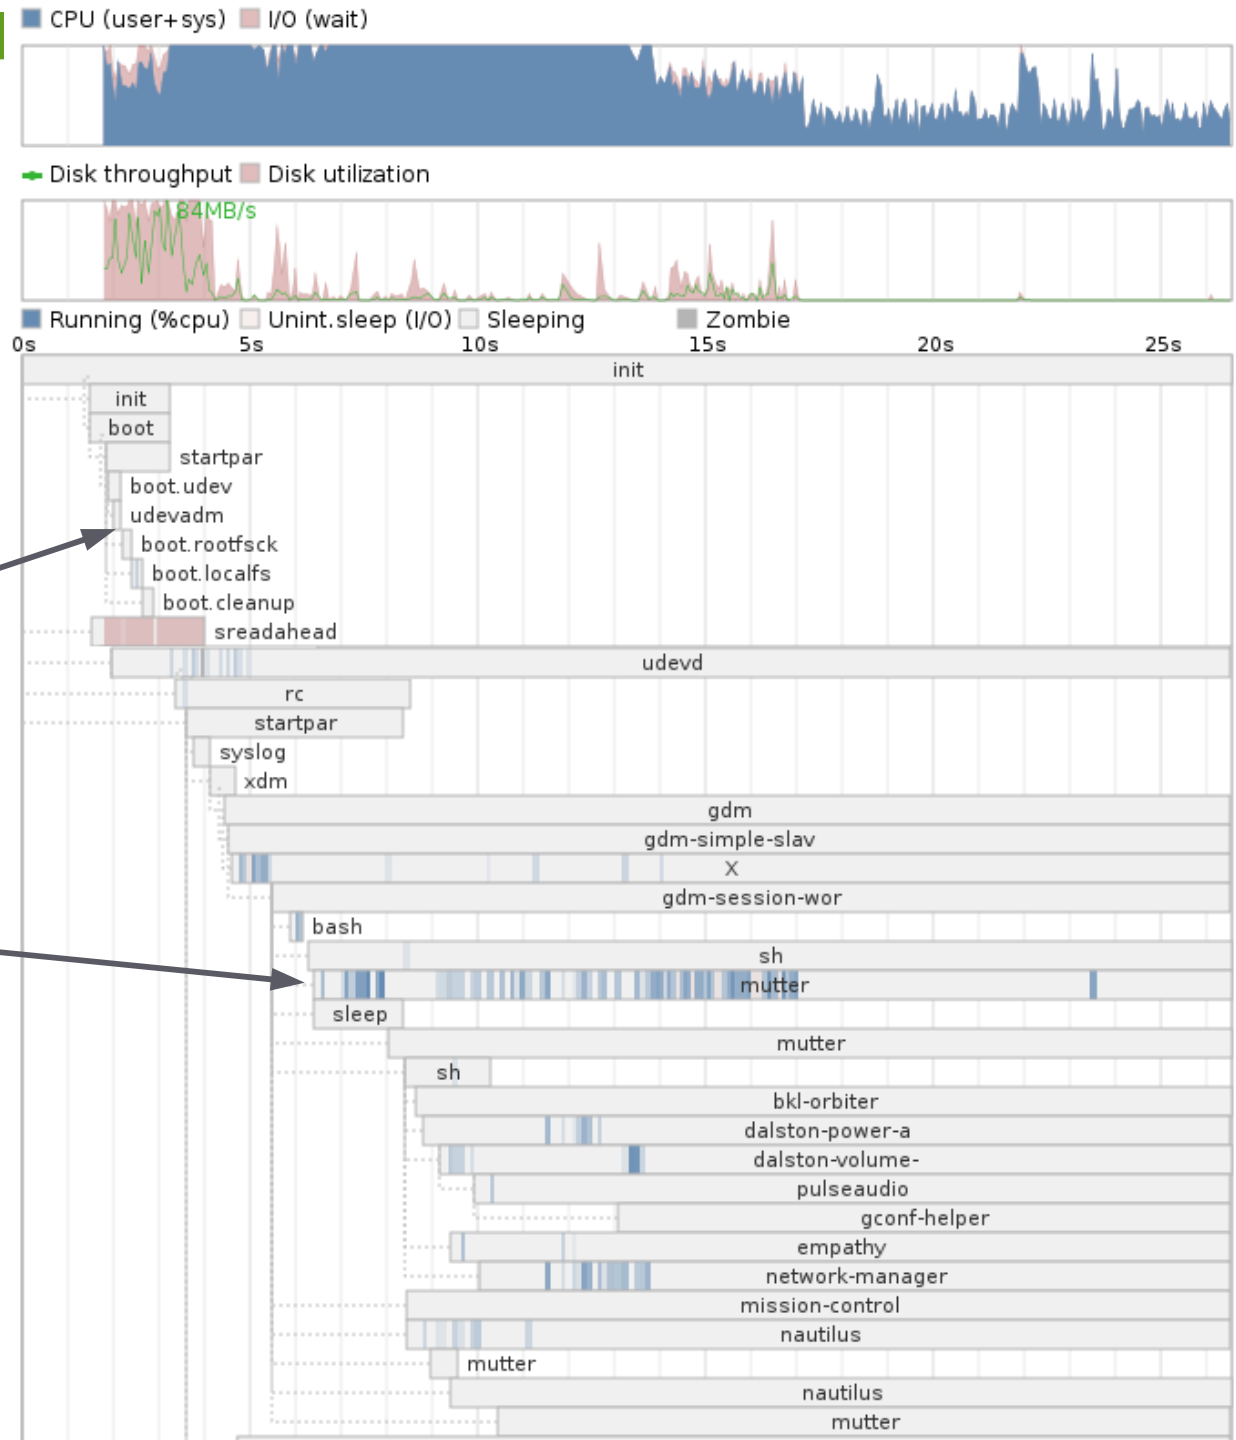 CPU (user+sys) I/O (wait)
Disk throughput Disk utilization
84MB/s
Running (%cpu) Unint.sleep (I/O) Sleeping Zombie
0s 5s 10s 15s 20s 25s
init
init
boot
startpar
boot.udev
udevadm
boot.rootfsck
boot.localfs
boot.cleanup
sreadahead
udevd
rc
startpar
syslog
xdm
gdm
gdm-simple-slav
X
gdm-session-wor
bash
sh
mutter
sleep
mutter
sh
bkl-orbiter
dalston-power-a
dalston-volume-
pulseaudio
gconf-helper
empathy
network-manager
mission-control
nautilus
mutter
nautilus
mutter